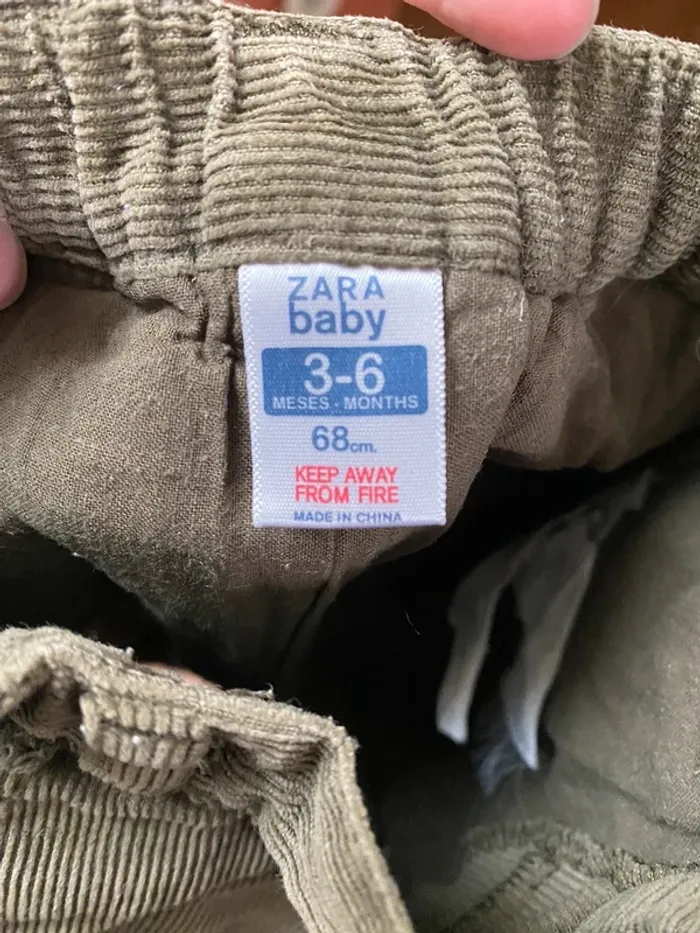 ZARA
baby
3-6
MESES - MONTHS
68cm.
KEEP AWAY
FROM FIRE
MADE IN CHINA